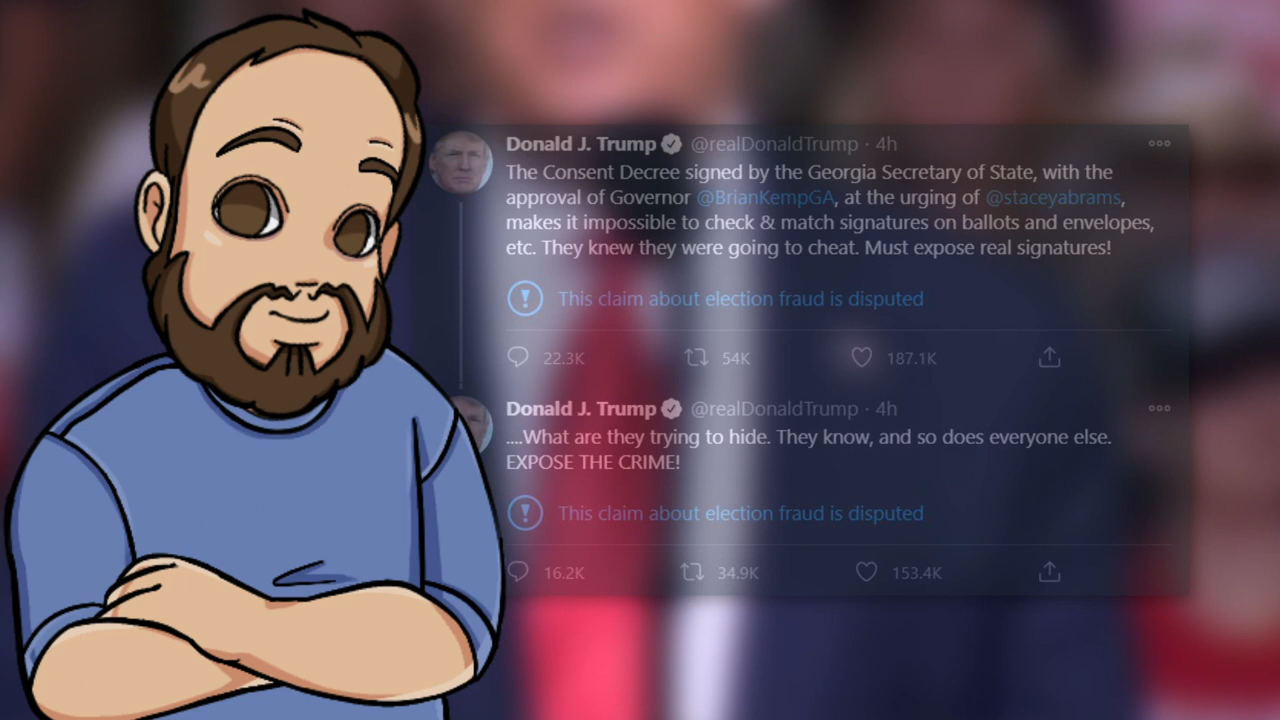 Donald J. Trump @realDonaldTrump · 4h
The Consent Decree signed by the Georgia Secretary of State, with the
approval of Governor @BrianKempGA, at the urging of @staceyabrams,
makes it impossible to check & match signatures on ballots and envelopes,
etc. They knew they were going to cheat. Must expose real signatures!
This claim about election fraud is disputed
22.3K 54K 187.1K
Donald J. Trump @realDonaldTrump · 4h
....What are they trying to hide. They know, and so does everyone else.
EXPOSE THE CRIME!
This claim about election fraud is disputed
16.2K 34.9K 153.4K